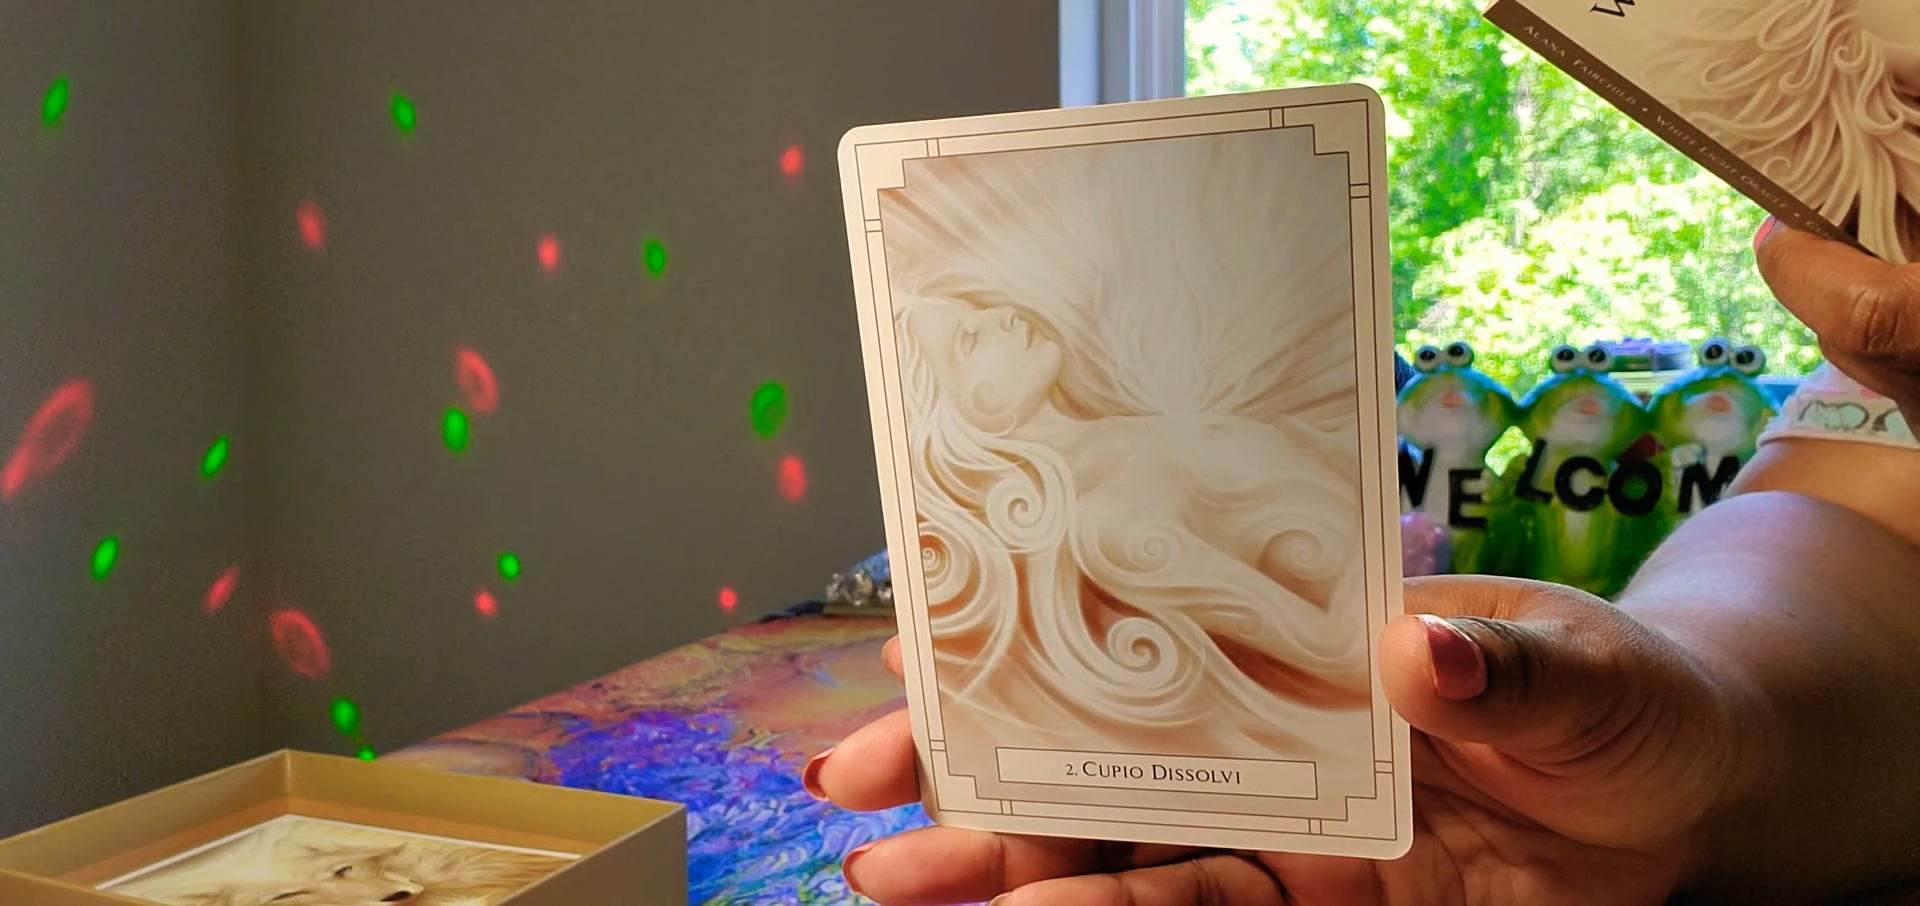 W
ALANA FAIRCHILD • WHITE LIGHT ORACLE •
WELCOM
2. CUPIO DISSOLVI